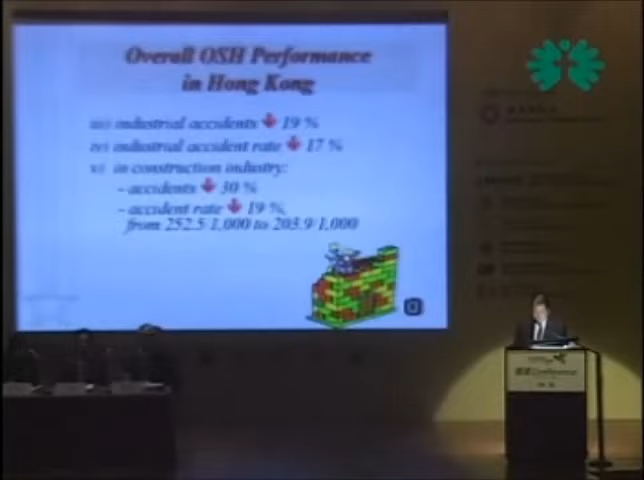 Overall OSH Performance
in Hong Kong
iii) industrial accidents 19 %
iv) industrial accident rate 17 %
v) in construction industry:
- accidents 30 %
- accident rate 19 %,
from 252.5/1,000 to 203.9/1,000
Conference